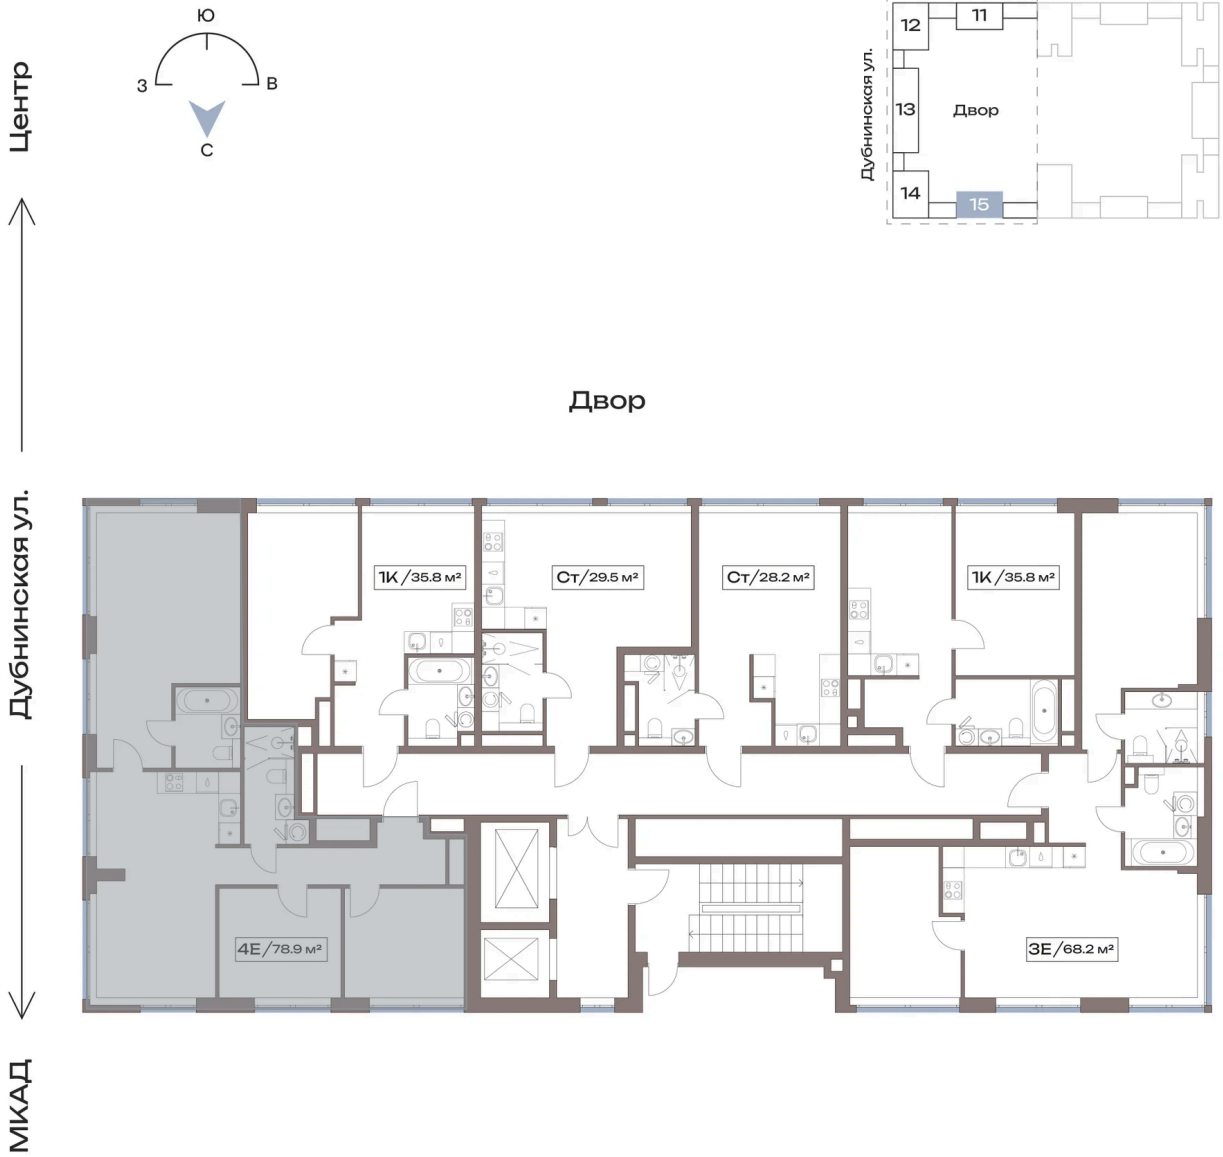 Ю
З
В
С
Центр
Дубнинская ул.
МКАД
12
11
13
Двор
14
15
Дубнинская ул.
Двор
1К / 35.8 м²
Ст / 29.5 м²
Ст / 28.2 м²
1К / 35.8 м²
4Е / 78.9 м²
3Е / 68.2 м²